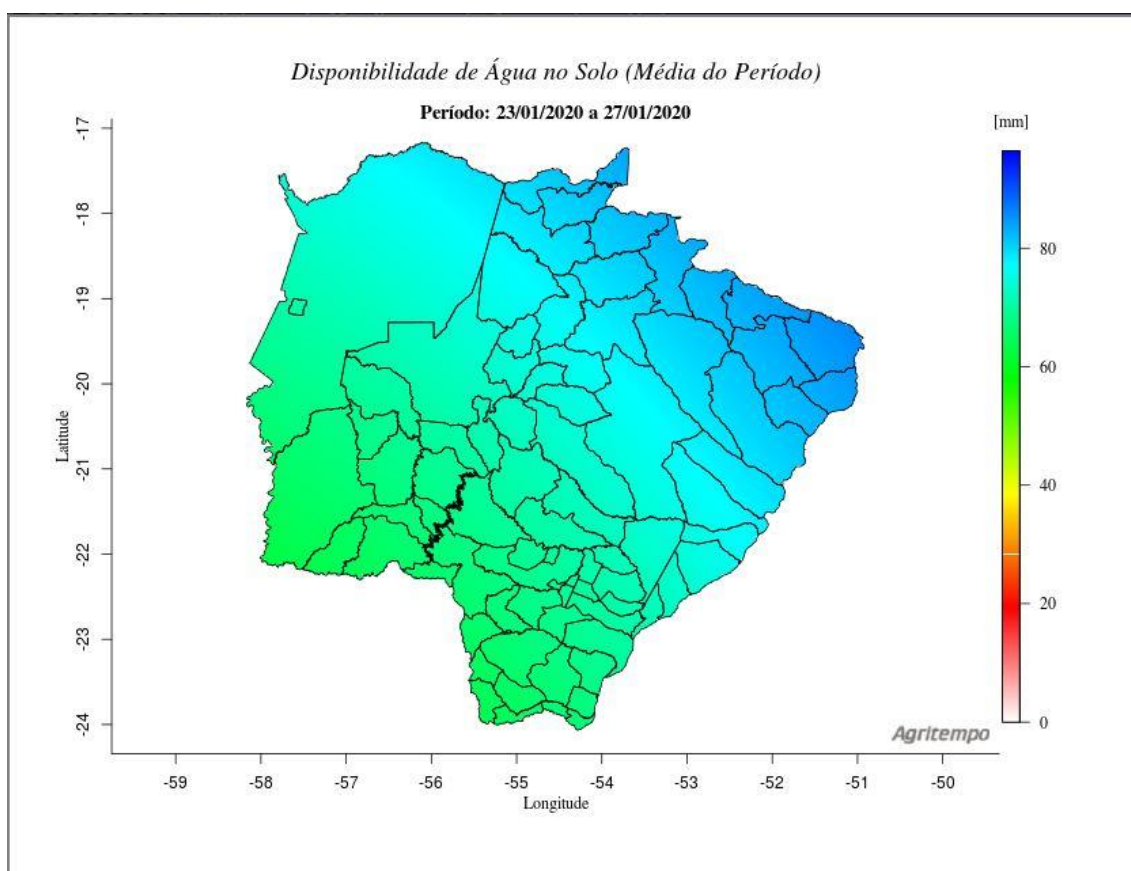 Disponibilidade de Água no Solo (Média do Período)
Período: 23/01/2020 a 27/01/2020
[mm]
-17
-18
-19
-20
-21
-22
-23
-24
Latitude
80
60
40
20
0
Agritempo
-59 -58 -57 -56 -55 -54 -53 -52 -51 -50
Longitude